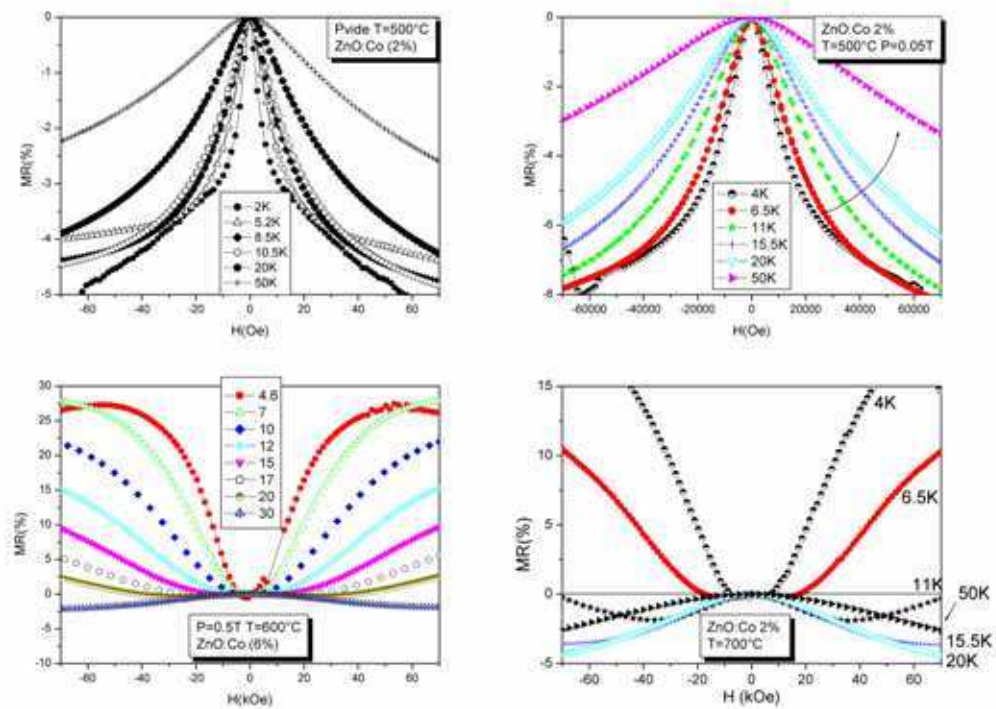 0
-1
-2
-3
-4
-5
MR(%)
Pvide T=500°C
ZnO:Co (2%)
2K
5.2K
8.5K
10.5K
20K
50K
-60 -40 -20 0 20 40 60
H(Oe)
0
-2
-4
-6
-8
MR(%)
ZnO:Co 2%
T=500°C P=0.05T
4K
6.5K
11K
15.5K
20K
50K
-60000 -40000 -20000 0 20000 40000 60000
H(Oe)
30
25
20
15
10
5
0
-5
-10
MR(%)
4.6
7
10
12
15
17
20
30
P=0.5T T=600°C
ZnO:Co (6%)
-60 -40 -20 0 20 40 60
H(kOe)
15
10
5
0
-5
MR(%)
4K
6.5K
11K
50K
15.5K
20K
ZnO:Co 2%
T=700°C
-60 -40 -20 0 20 40 60
H (kOe)